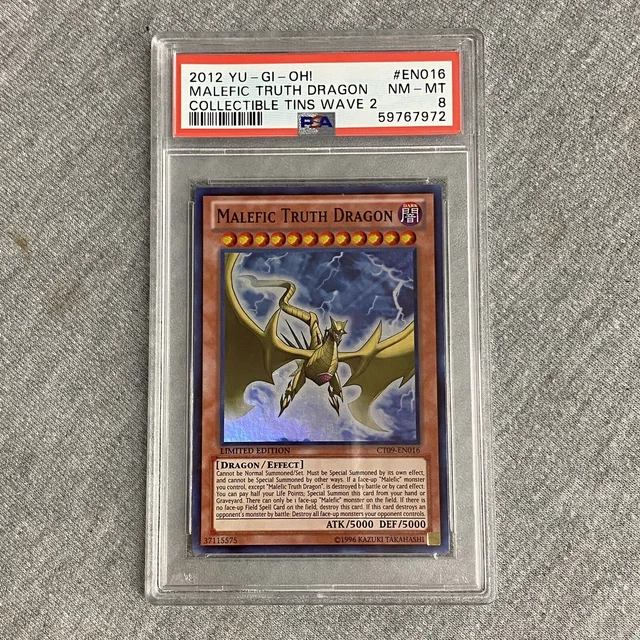 2012 YU-GI-OH! #EN016
MALEFIC TRUTH DRAGON NM-MT
COLLECTIBLE TINS WAVE 2 8
PSA 59767972
MALEFIC TRUTH DRAGON DARK 闇
LIMITED EDITION CT09-EN016
[DRAGON/EFFECT]
Cannot be Normal Summoned/Set. Must be Special Summoned by its own effect,
and cannot be Special Summoned by other ways. If a face-up "Malefic" monster
you control, except "Malefic Truth Dragon", is destroyed by battle or by card effect:
You can pay half your Life Points; Special Summon this card from your hand or
Graveyard. There can only be 1 face-up "Malefic" monster on the field. If there is
no face-up Field Spell Card on the field, destroy this card. If this card destroys an
opponent's monster by battle: Destroy all face-up monsters your opponent controls.
ATK/5000 DEF/5000
37115575 ©1996 KAZUKI TAKAHASHI